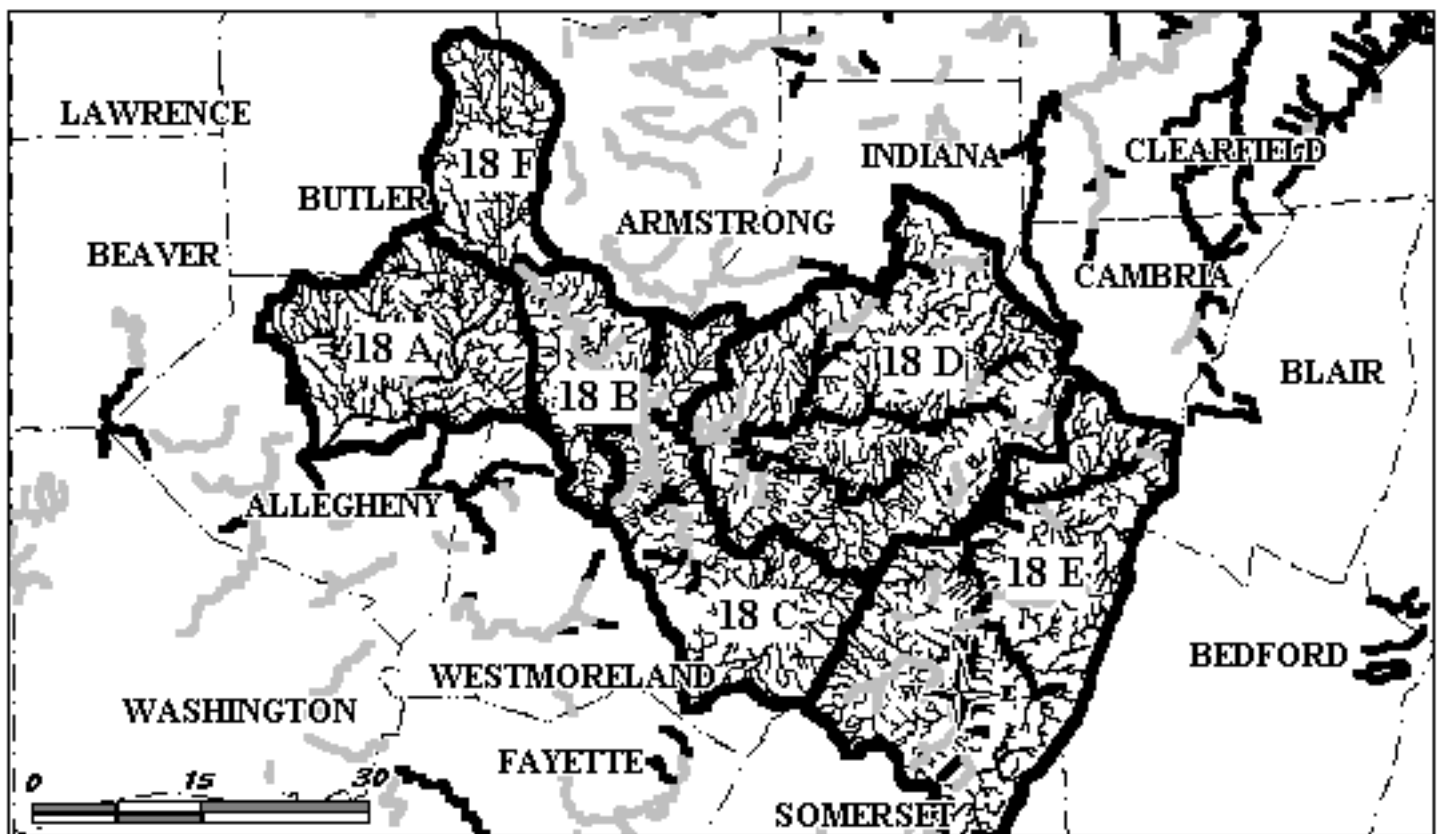 LAWRENCE
18 F
INDIANA
CLEARFIELD
BUTLER
ARMSTRONG
BEAVER
CAMBRIA
18 A
18 D
BLAIR
18 B
ALLEGHENY
18 E
18 C
BEDFORD
WESTMORELAND
W E
WASHINGTON
FAYETTE
0 15 30
SOMERSET